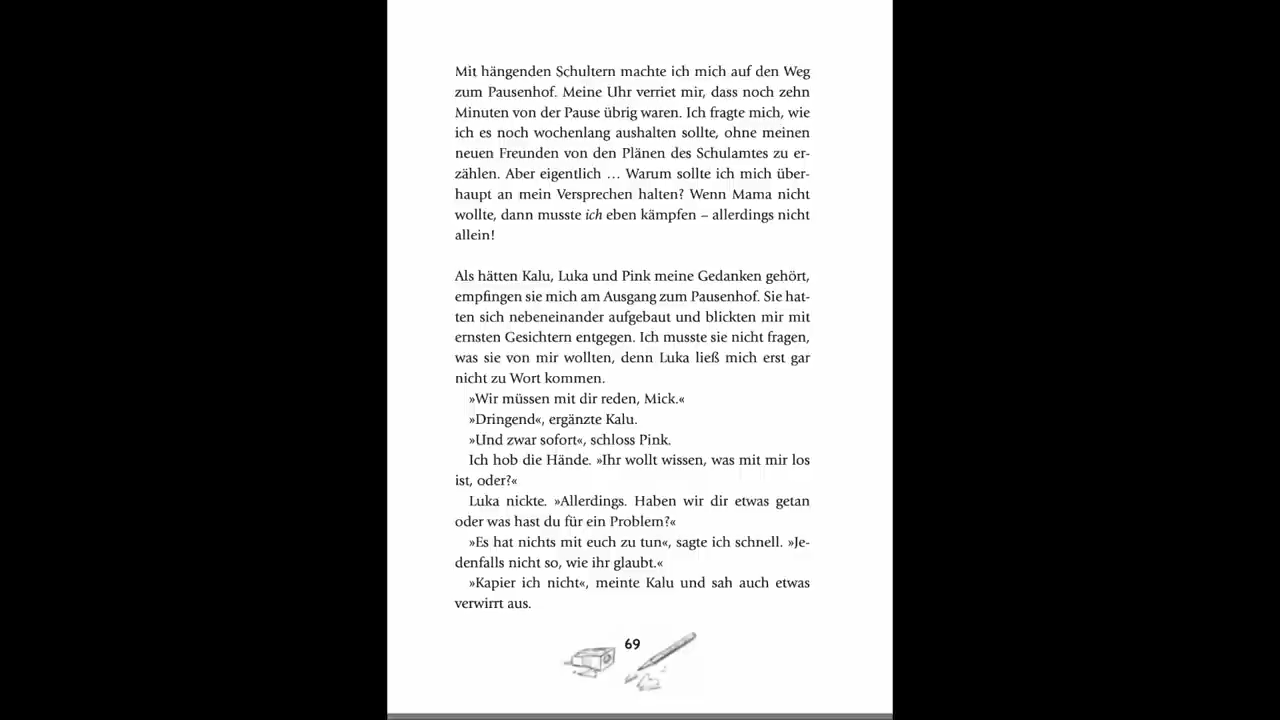 Mit hängenden Schultern machte ich mich auf den Weg
zum Pausenhof. Meine Uhr verriet mir, dass noch zehn
Minuten von der Pause übrig waren. Ich fragte mich, wie
ich es noch wochenlang aushalten sollte, ohne meinen
neuen Freunden von den Plänen des Schulamtes zu er-
zählen. Aber eigentlich … Warum sollte ich mich über-
haupt an mein Versprechen halten? Wenn Mama nicht
wollte, dann musste ich eben kämpfen – allerdings nicht
allein!
Als hätten Kalu, Luka und Pink meine Gedanken gehört,
empfingen sie mich am Ausgang zum Pausenhof. Sie hat-
ten sich nebeneinander aufgebaut und blickten mir mit
ernsten Gesichtern entgegen. Ich musste sie nicht fragen,
was sie von mir wollten, denn Luka ließ mich erst gar
nicht zu Wort kommen.
»Wir müssen mit dir reden, Mick.«
»Dringend«, ergänzte Kalu.
»Und zwar sofort«, schloss Pink.
Ich hob die Hände. »Ihr wollt wissen, was mit mir los
ist, oder?«
Luka nickte. »Allerdings. Haben wir dir etwas getan
oder was hast du für ein Problem?«
»Es hat nichts mit euch zu tun«, sagte ich schnell. »Je-
denfalls nicht so, wie ihr glaubt.«
»Kapier ich nicht«, meinte Kalu und sah auch etwas
verwirrt aus.
69